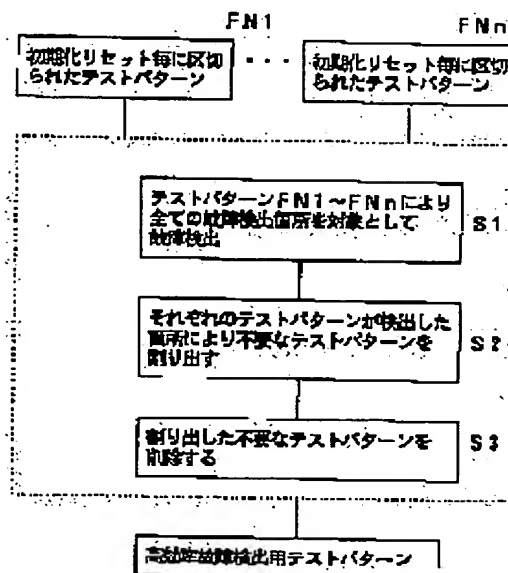 FN1
FNn
初期化リセット毎に区切
られたテストパターン
・・・
初期化リセット毎に区切
られたテストパターン
テストパターンFN1～FNnにより
全ての故障検出箇所を対象として
故障検出
S1
それぞれのテストパターンが検出した
箇所により不要なテストパターンを
割り出す
S2
割り出した不要なテストパターンを
削除する
S3
高効率故障検出用テストパターン